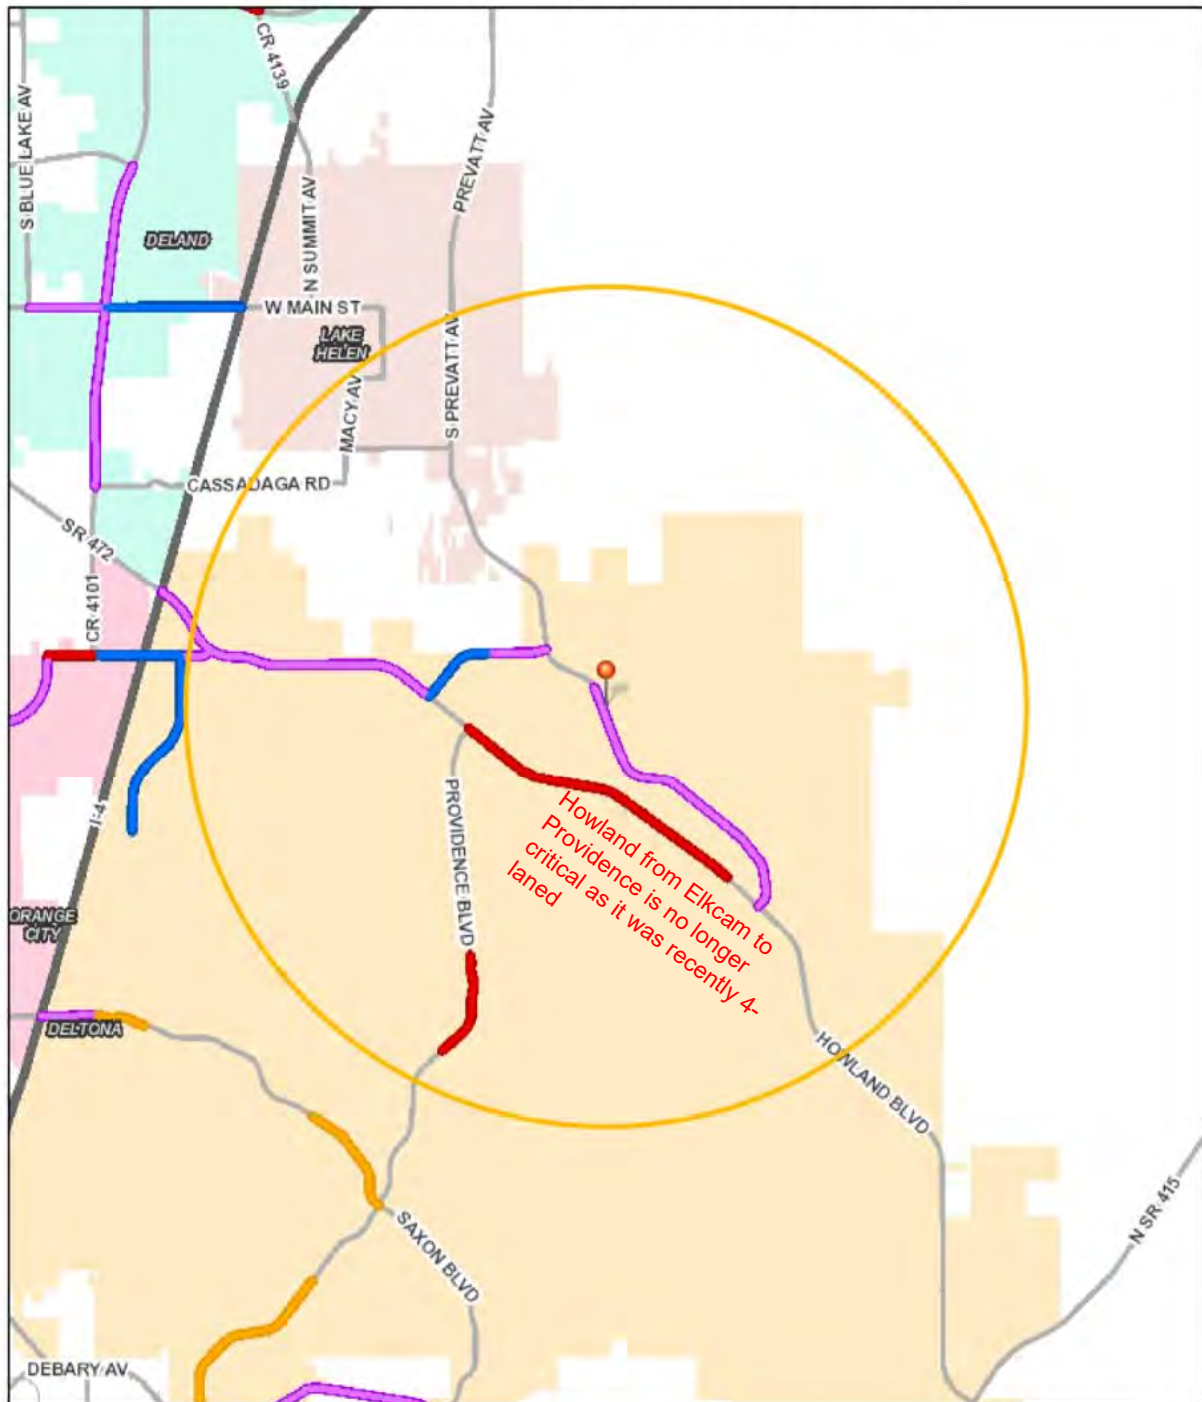 CR 4139
S BLUE LAKE AV
PREVATT AV
N SUMMIT AV
DELAND
W MAIN ST
LAKE
HELEN
S PREVATT AV
MACY AV
CASSADAGA RD
SR 472
CR 4101
I-4
PROVIDENCE BLVD
Howland from Elkcam to
Providence is no longer
critical as it was recently 4-
laned
ORANGE
CITY
DELTONA
HOWLAND BLVD
SAXON BLVD
N SR 415
DEBARY AV